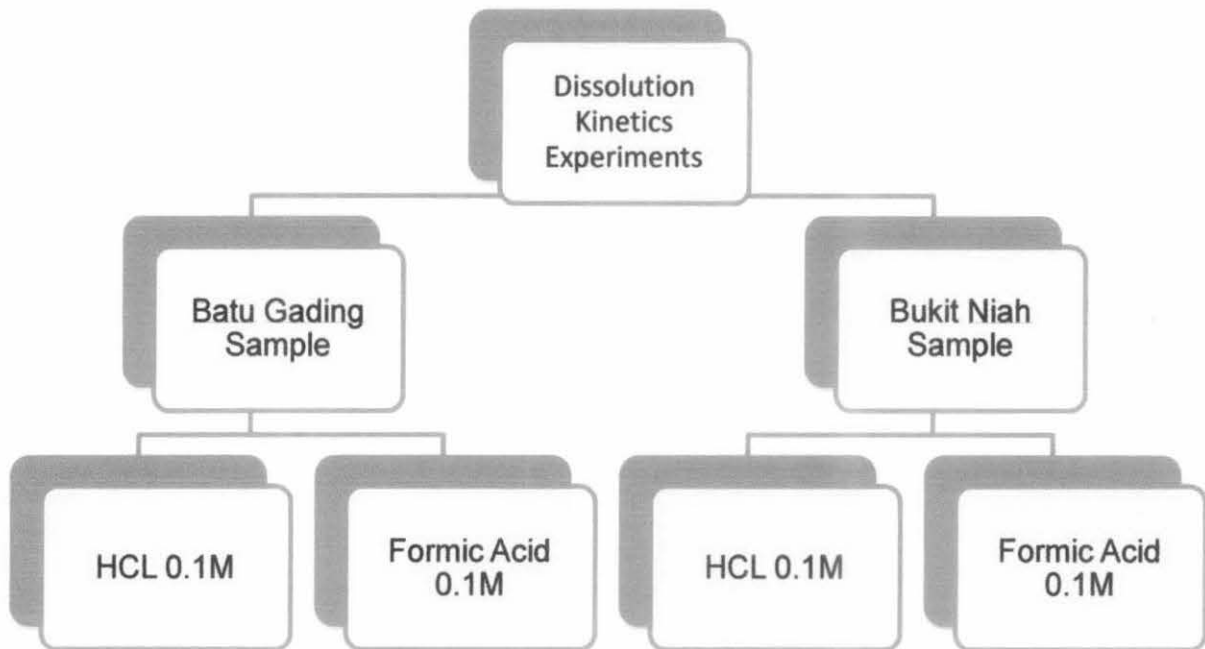 Dissolution
Kinetics
Experiments
Batu Gading
Sample
Bukit Niah
Sample
HCL 0.1M
Formic Acid
0.1M
HCL 0.1M
Formic Acid
0.1M